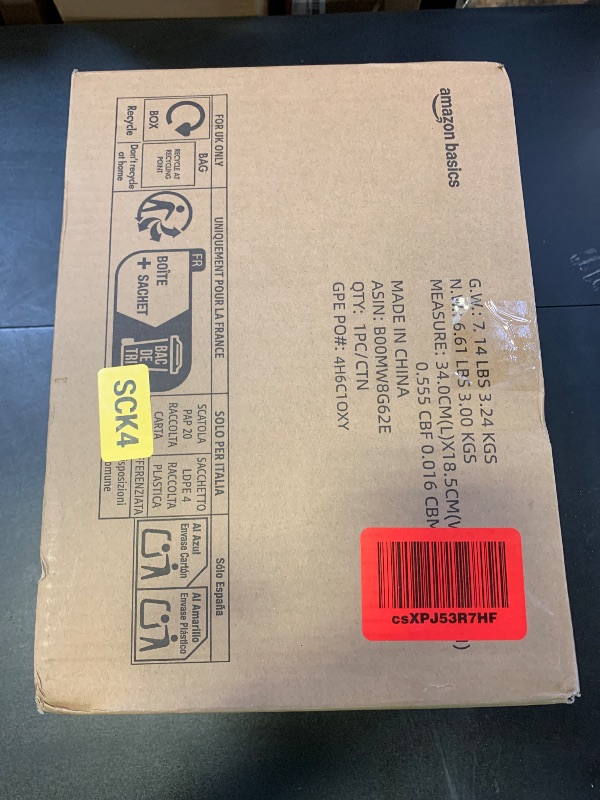 amazon basics
G.W.: 7.14 LBS 3.24 KGS
N.W.: 6.61 LBS 3.00 KGS
MEASURE: 34.0CM(L)X18.5CM(W
0.555 CBF 0.016 CBM
MADE IN CHINA
ASIN: B00MW8G62E
QTY: 1PC/CTN
GPE PO#: 4H6C1OXY
csXPJ53R7HF
FOR UK ONLY
BOX
Recycle
BAG
RECYCLE AT
RECYCLING
POINT
Don't recycle
at home
UNIQUEMENT POUR LA FRANCE
FR
BOÎTE
+ SACHET
BAC
DE
TRI
SOLO PER ITALIA
SCATOLA
PAP 20
RACCOLTA
CARTA
SACCHETTO
LDPE 4
RACCOLTA
PLASTICA
FFERENZIATA
sposizioni
omune
SCK4
Sólo España
Al Azul
Envase Cartón
Al Amarillo
Envase Plástico